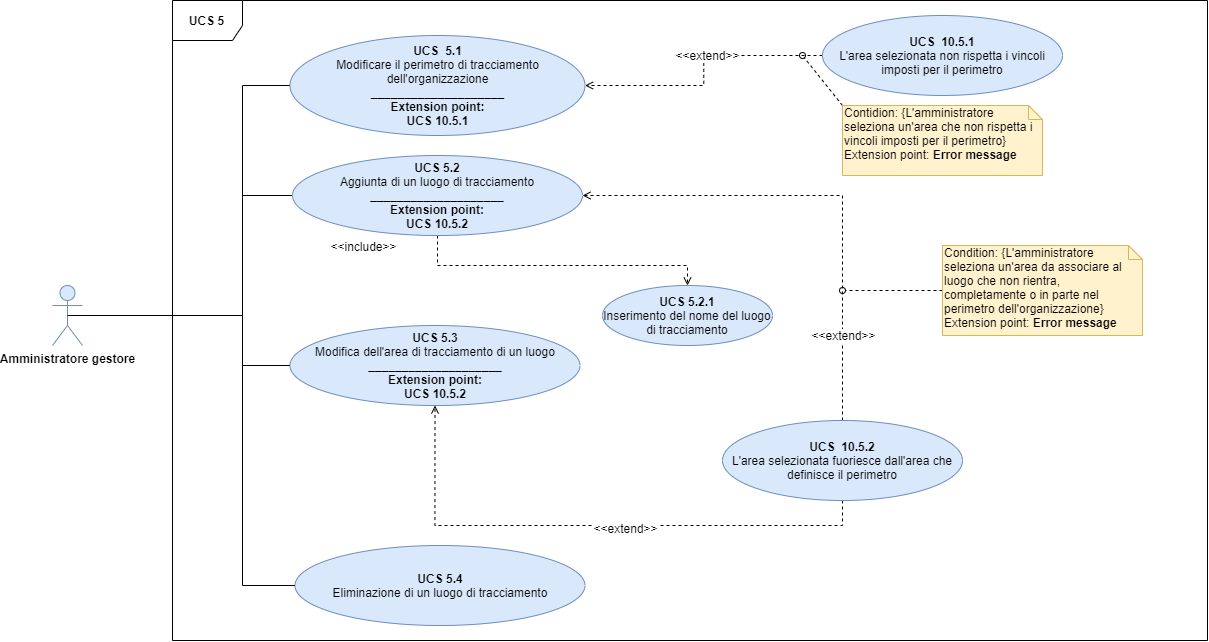 UCS 5
UCS 5.1
Modificare il perimetro di tracciamento
dell'organizzazione
____________________
Extension point:
UCS 10.5.1
<<extend>>
UCS 10.5.1
L'area selezionata non rispetta i vincoli
imposti per il perimetro
Contidion: {L'amministratore
seleziona un'area che non rispetta i
vincoli imposti per il perimetro}
Extension point: Error message
UCS 5.2
Aggiunta di un luogo di tracciamento
____________________
Extension point:
UCS 10.5.2
<<include>>
Condition: {L'amministratore
seleziona un'area da associare al
luogo che non rientra,
completamente o in parte nel
perimetro dell'organizzazione}
Extension point: Error message
UCS 5.2.1
Inserimento del nome del luogo
di tracciamento
<<extend>>
Amministratore gestore
UCS 5.3
Modifica dell'area di tracciamento di un luogo
____________________
Extension point:
UCS 10.5.2
UCS 10.5.2
L'area selezionata fuoriesce dall'area che
definisce il perimetro
<<extend>>
UCS 5.4
Eliminazione di un luogo di tracciamento